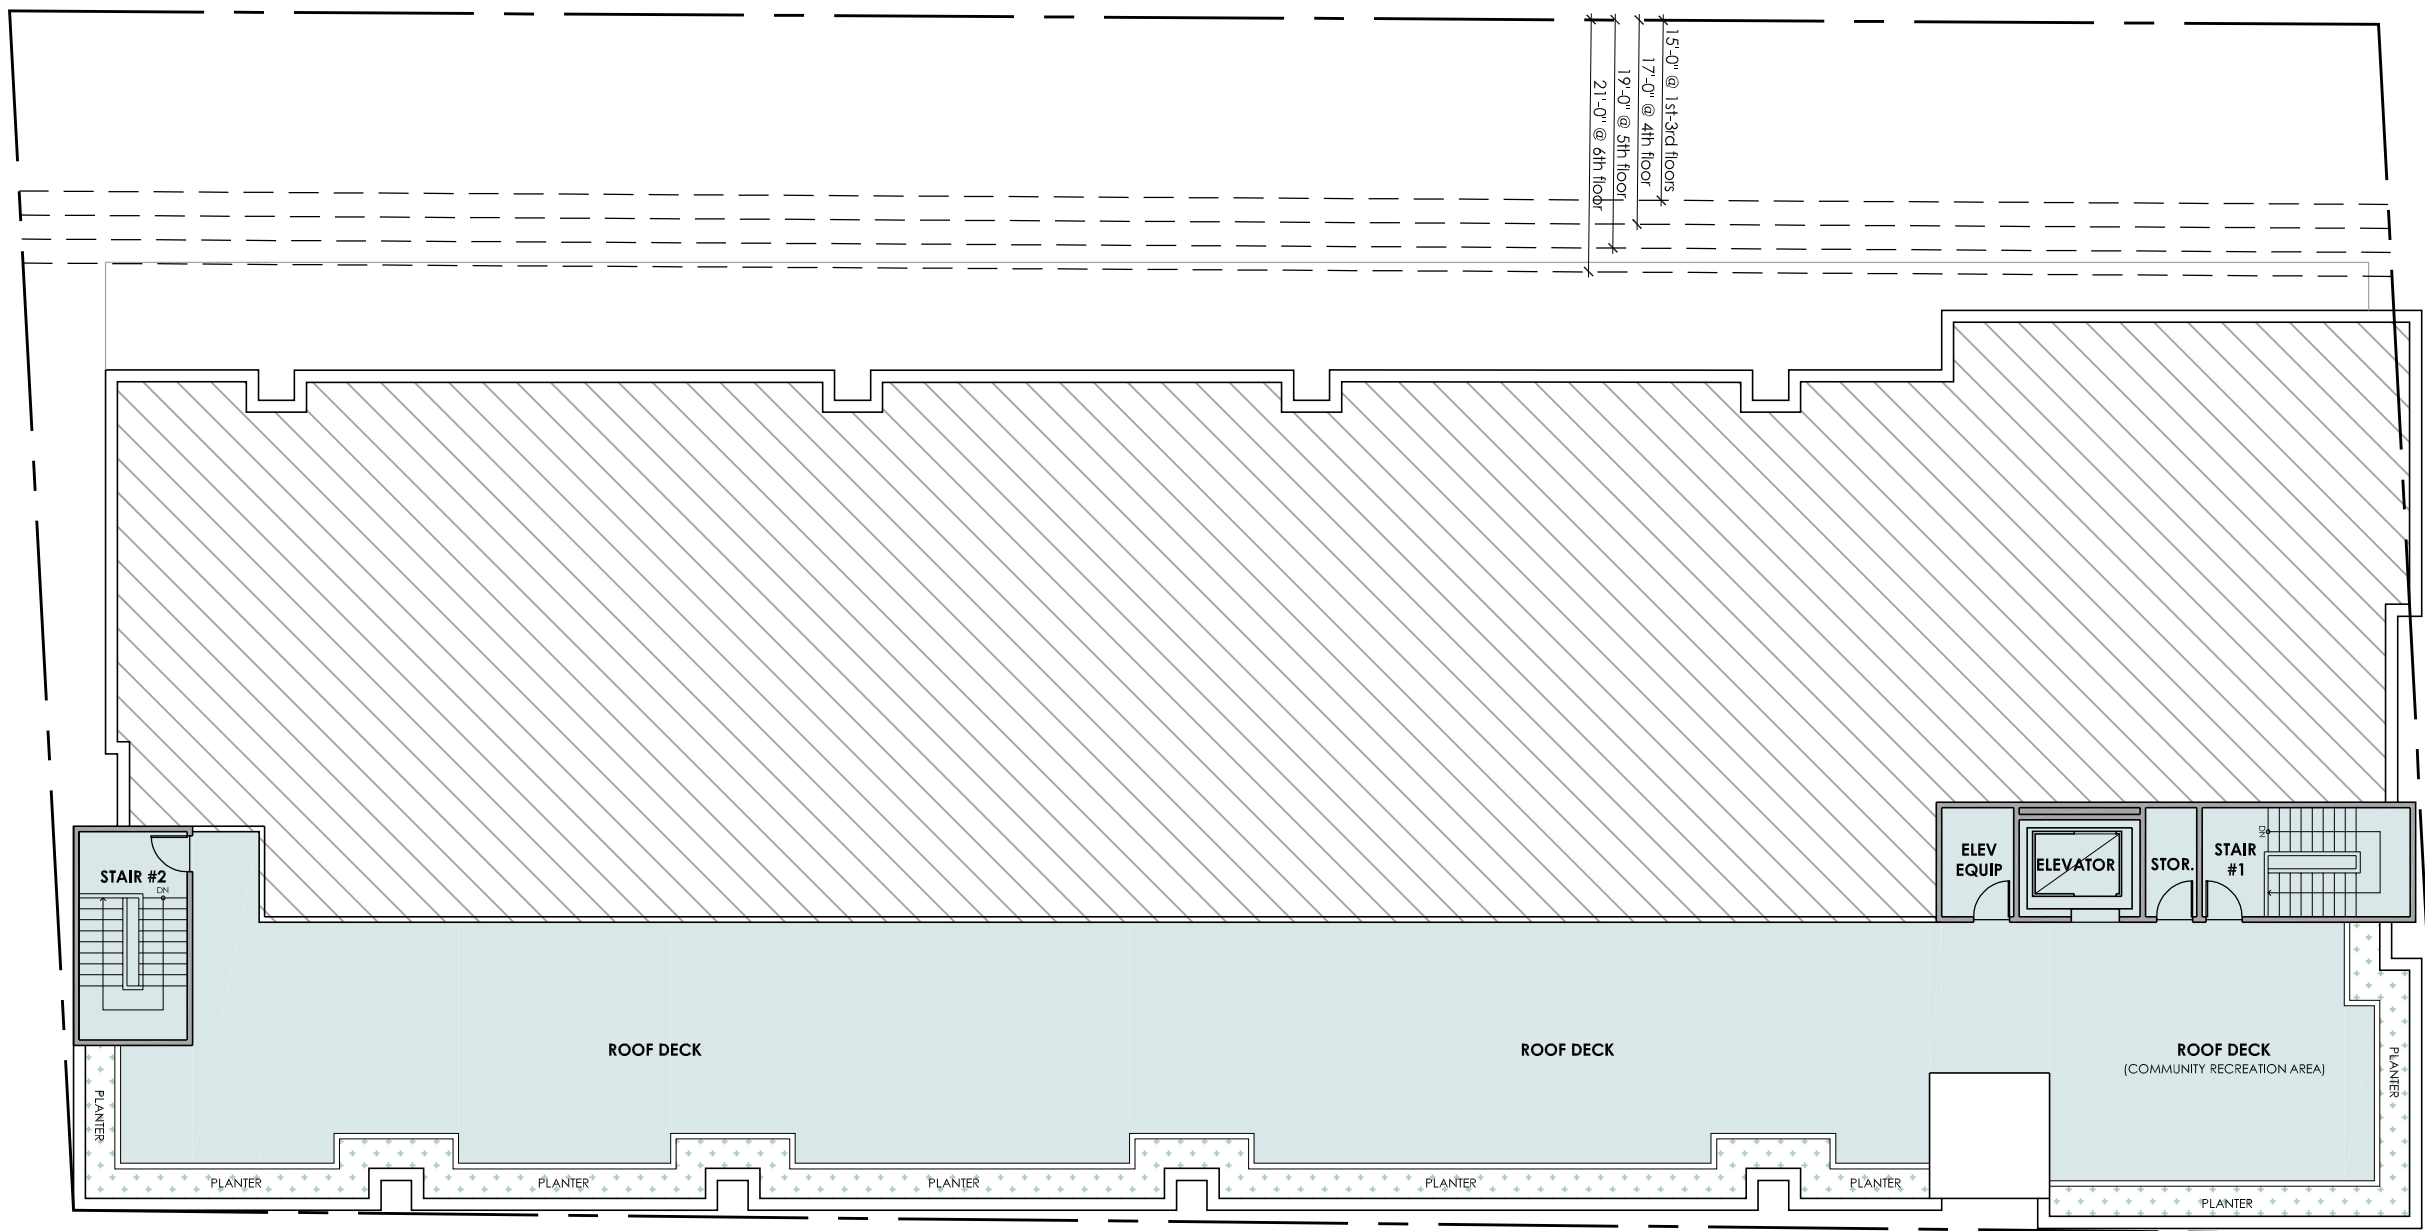 15'-0" @ 1st-3rd floors
17'-0" @ 4th floor
19'-0" @ 5th floor
21'-0" @ 6th floor
STAIR #2
DN
ELEV
EQUIP
ELEVATOR
STOR.
STAIR
#1
DN
ROOF DECK
ROOF DECK
ROOF DECK
(COMMUNITY RECREATION AREA)
PLANTER
PLANTER
PLANTER
PLANTER
PLANTER
PLANTER
PLANTER
PLANTER